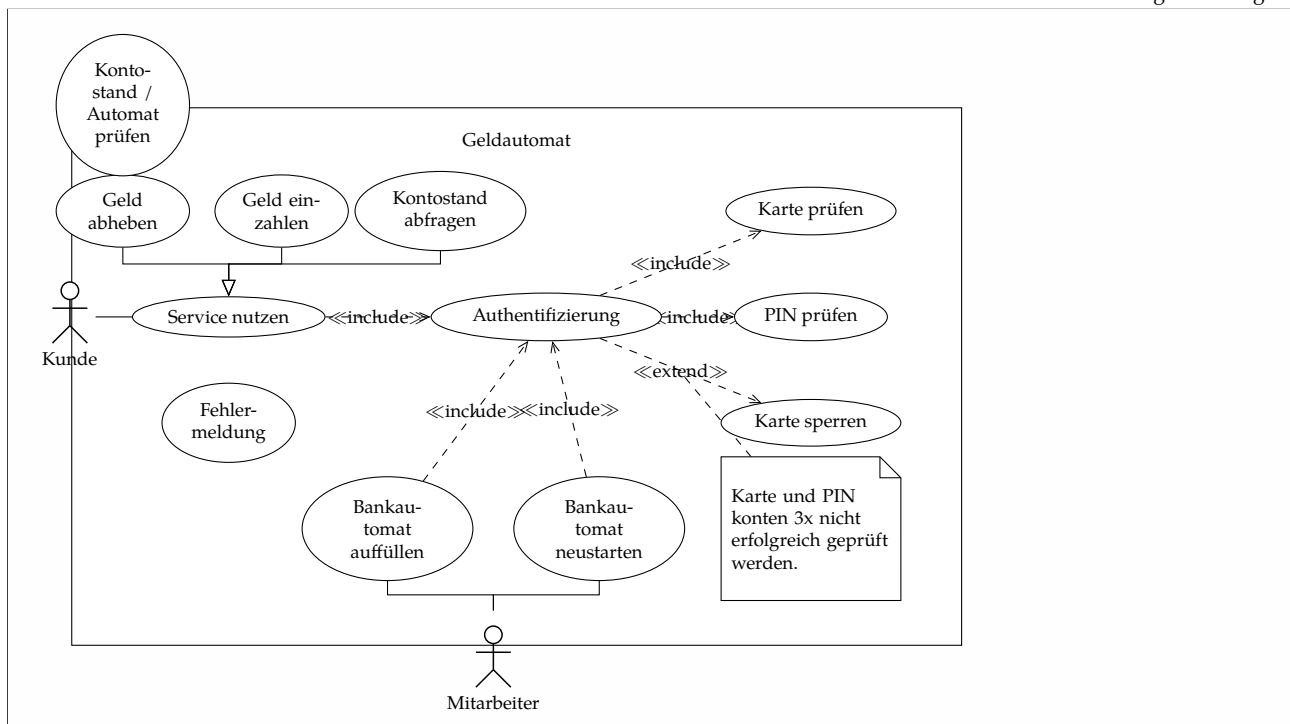 Konto-
stand /
Automat
prüfen
Geldautomat
Geld
abheben
Geld ein-
zahlen
Kontostand
abfragen
Karte prüfen
≪include≫
Service nutzen
≪include≫
Authentifizierung
≪include≫
PIN prüfen
Kunde
≪extend≫
Fehler-
meldung
≪include≫
≪include≫
Karte sperren
Bankau-
tomat
auffüllen
Bankau-
tomat
neustarten
Karte und PIN
konten 3x nicht
erfolgreich geprüft
werden.
Mitarbeiter